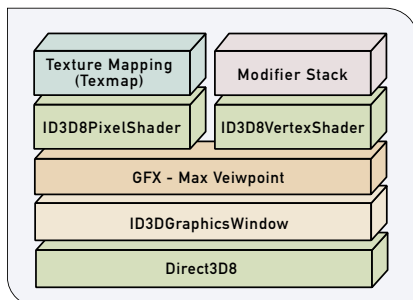 Texture Mapping
(Texmap)
Modifier Stack
ID3D8PixelShader
ID3D8VertexShader
GFX - Max Veiwpoint
ID3DGraphicsWindow
Direct3D8